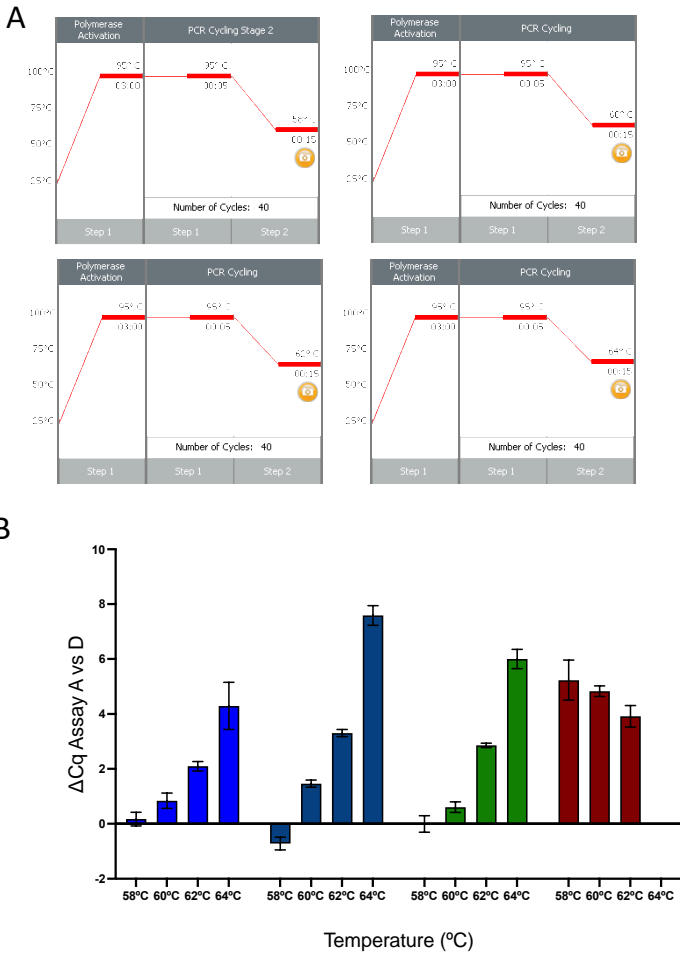 A
Polymerase
Activation
PCR Cycling Stage 2
100°C
75°C
50°C
25°C
95° C
03:00
95° C
00:05
58° C
00:15
Number of Cycles: 40
Step 1
Step 1
Step 2
Polymerase
Activation
PCR Cycling
100°C
75°C
50°C
25°C
95° C
03:00
95° C
00:05
60° C
00:15
Number of Cycles: 40
Step 1
Step 1
Step 2
Polymerase
Activation
PCR Cycling
100°C
75°C
50°C
25°C
95° C
03:00
95° C
00:05
62° C
00:15
Number of Cycles: 40
Step 1
Step 1
Step 2
Polymerase
Activation
PCR Cycling
100°C
75°C
50°C
25°C
95° C
03:00
95° C
00:05
64° C
00:15
Number of Cycles: 40
Step 1
Step 1
Step 2
B
ΔCq Assay A vs D
10
8
6
4
2
0
-2
58ºC 60ºC 62ºC 64ºC 58ºC 60ºC 62ºC 64ºC 58ºC 60ºC 62ºC 64ºC 58ºC 60ºC 62ºC 64ºC
Temperature (ºC)